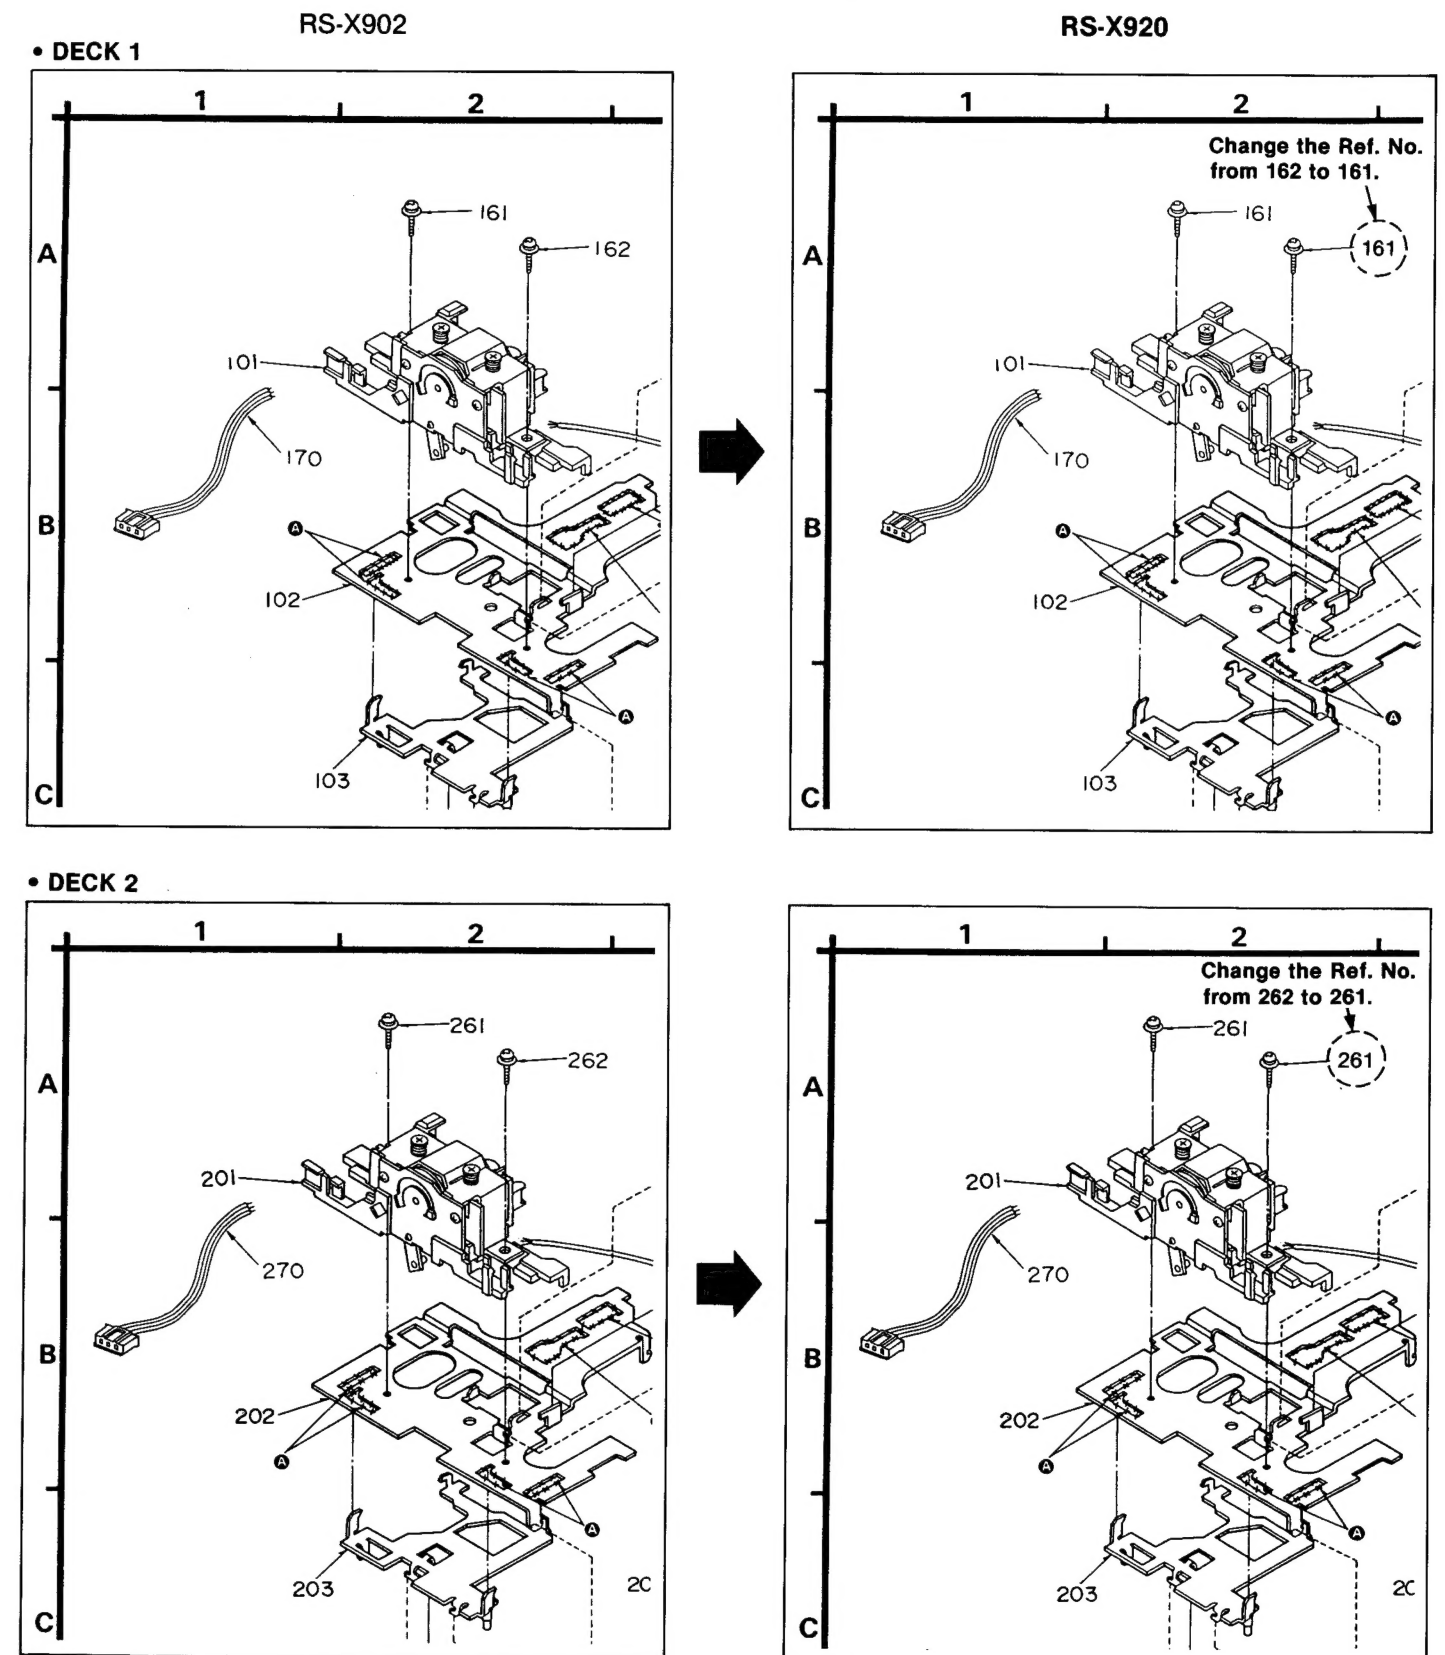 RS-X902
RS-X920
• DECK 1
1 2
A
B
C
161
162
101
170
A
102
A
103
1 2
Change the Ref. No.
from 162 to 161.
A
B
C
161
161
101
170
A
102
A
103
• DECK 2
1 2
A
B
C
261
262
201
270
202
A
A
203
2C
1 2
Change the Ref. No.
from 262 to 261.
A
B
C
261
261
201
270
202
A
A
203
2C